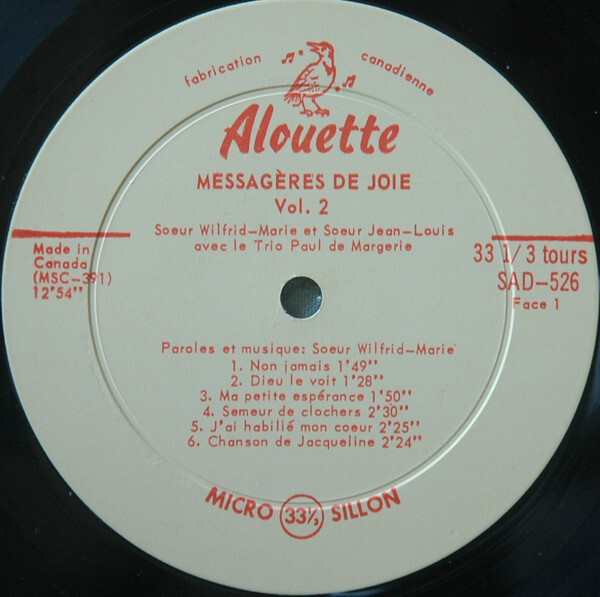 fabrication canadienne
Alouette
MESSAGÈRES DE JOIE
Vol. 2
Soeur Wilfrid-Marie et Soeur Jean-Louis
avec le Trio Paul de Margerie
Made in
Canada
(MSC-391)
12'54''
33 1/3 tours
SAD-526
Face 1
Paroles et musique: Soeur Wilfrid-Marie
1. Non jamais 1'49''
2. Dieu le voit 1'28''
3. Ma petite espérance 1'50''
4. Semeur de clochers 2'30''
5. J'ai habillé mon coeur 2'25''
6. Chanson de Jacqueline 2'24''
MICRO 33⅓ SILLON